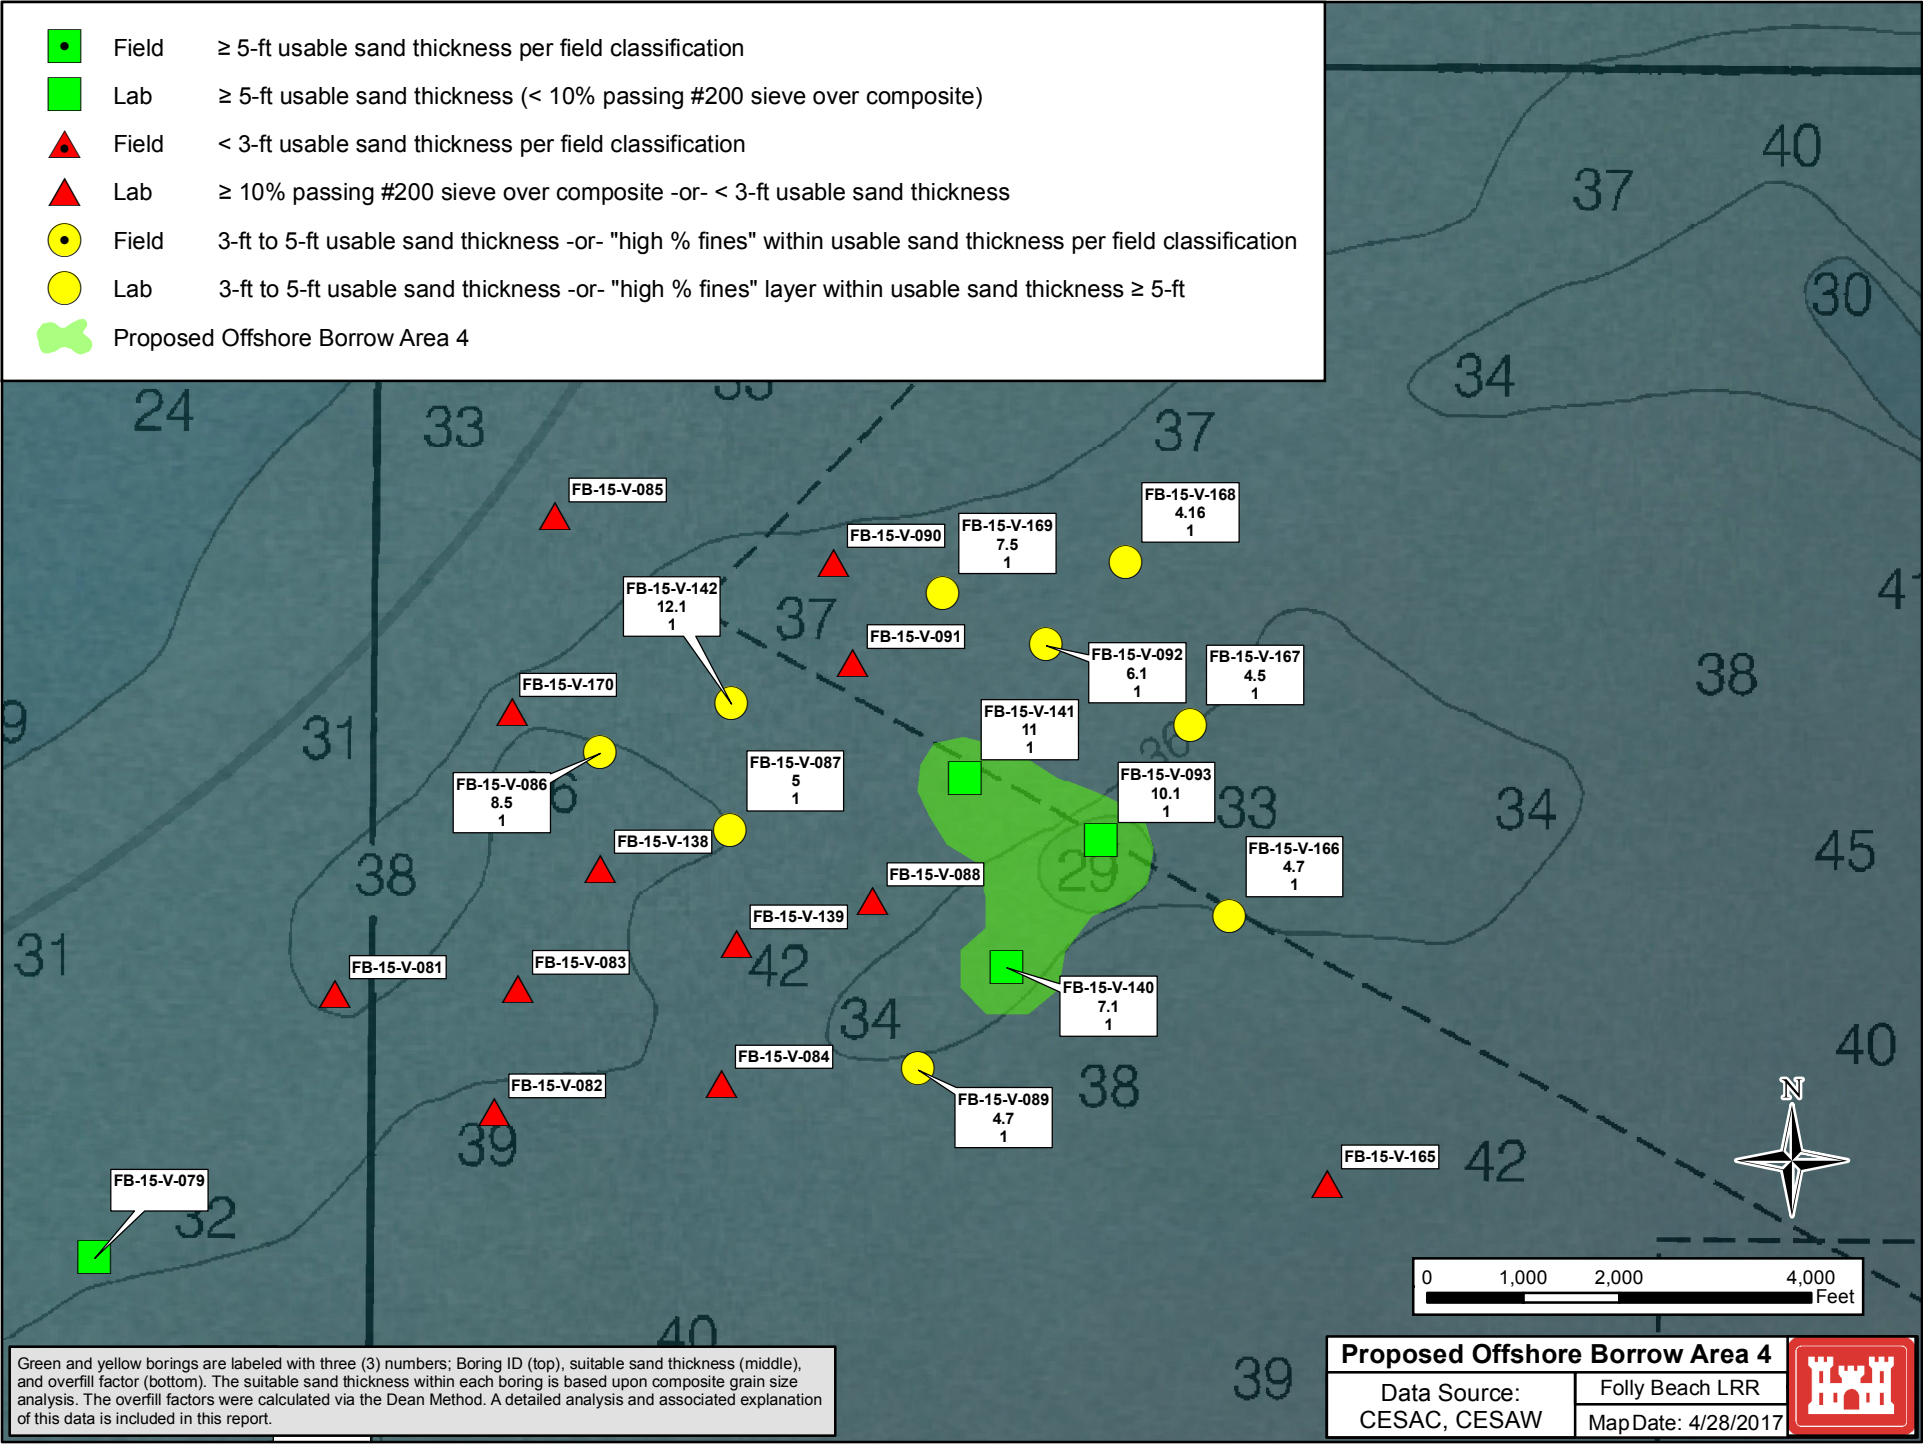 Field ≥ 5-ft usable sand thickness per field classification
Lab ≥ 5-ft usable sand thickness (< 10% passing #200 sieve over composite)
Field < 3-ft usable sand thickness per field classification
Lab ≥ 10% passing #200 sieve over composite -or- < 3-ft usable sand thickness
Field 3-ft to 5-ft usable sand thickness -or- "high % fines" within usable sand thickness per field classification
Lab 3-ft to 5-ft usable sand thickness -or- "high % fines" layer within usable sand thickness ≥ 5-ft
Proposed Offshore Borrow Area 4
40
37
30
34
24
33
37
FB-15-V-085
FB-15-V-090
FB-15-V-169
7.5
1
FB-15-V-168
4.16
1
FB-15-V-142
12.1
1
37
FB-15-V-091
FB-15-V-092
6.1
1
FB-15-V-167
4.5
1
38
FB-15-V-170
31
FB-15-V-141
11
1
FB-15-V-086
8.5
1
FB-15-V-087
5
1
FB-15-V-093
10.1
1
33
34
45
FB-15-V-138
38
29
FB-15-V-166
4.7
1
FB-15-V-088
FB-15-V-139
42
31
FB-15-V-081
FB-15-V-083
FB-15-V-140
7.1
1
34
40
FB-15-V-084
FB-15-V-082
38
39
FB-15-V-089
4.7
1
N
FB-15-V-165
42
FB-15-V-079
32
0 1,000 2,000 4,000
Feet
40
39
Green and yellow borings are labeled with three (3) numbers; Boring ID (top), suitable sand thickness (middle),
and overfill factor (bottom). The suitable sand thickness within each boring is based upon composite grain size
analysis. The overfill factors were calculated via the Dean Method. A detailed analysis and associated explanation
of this data is included in this report.
Proposed Offshore Borrow Area 4
Data Source:
CESAC, CESAW
Folly Beach LRR
Map Date: 4/28/2017